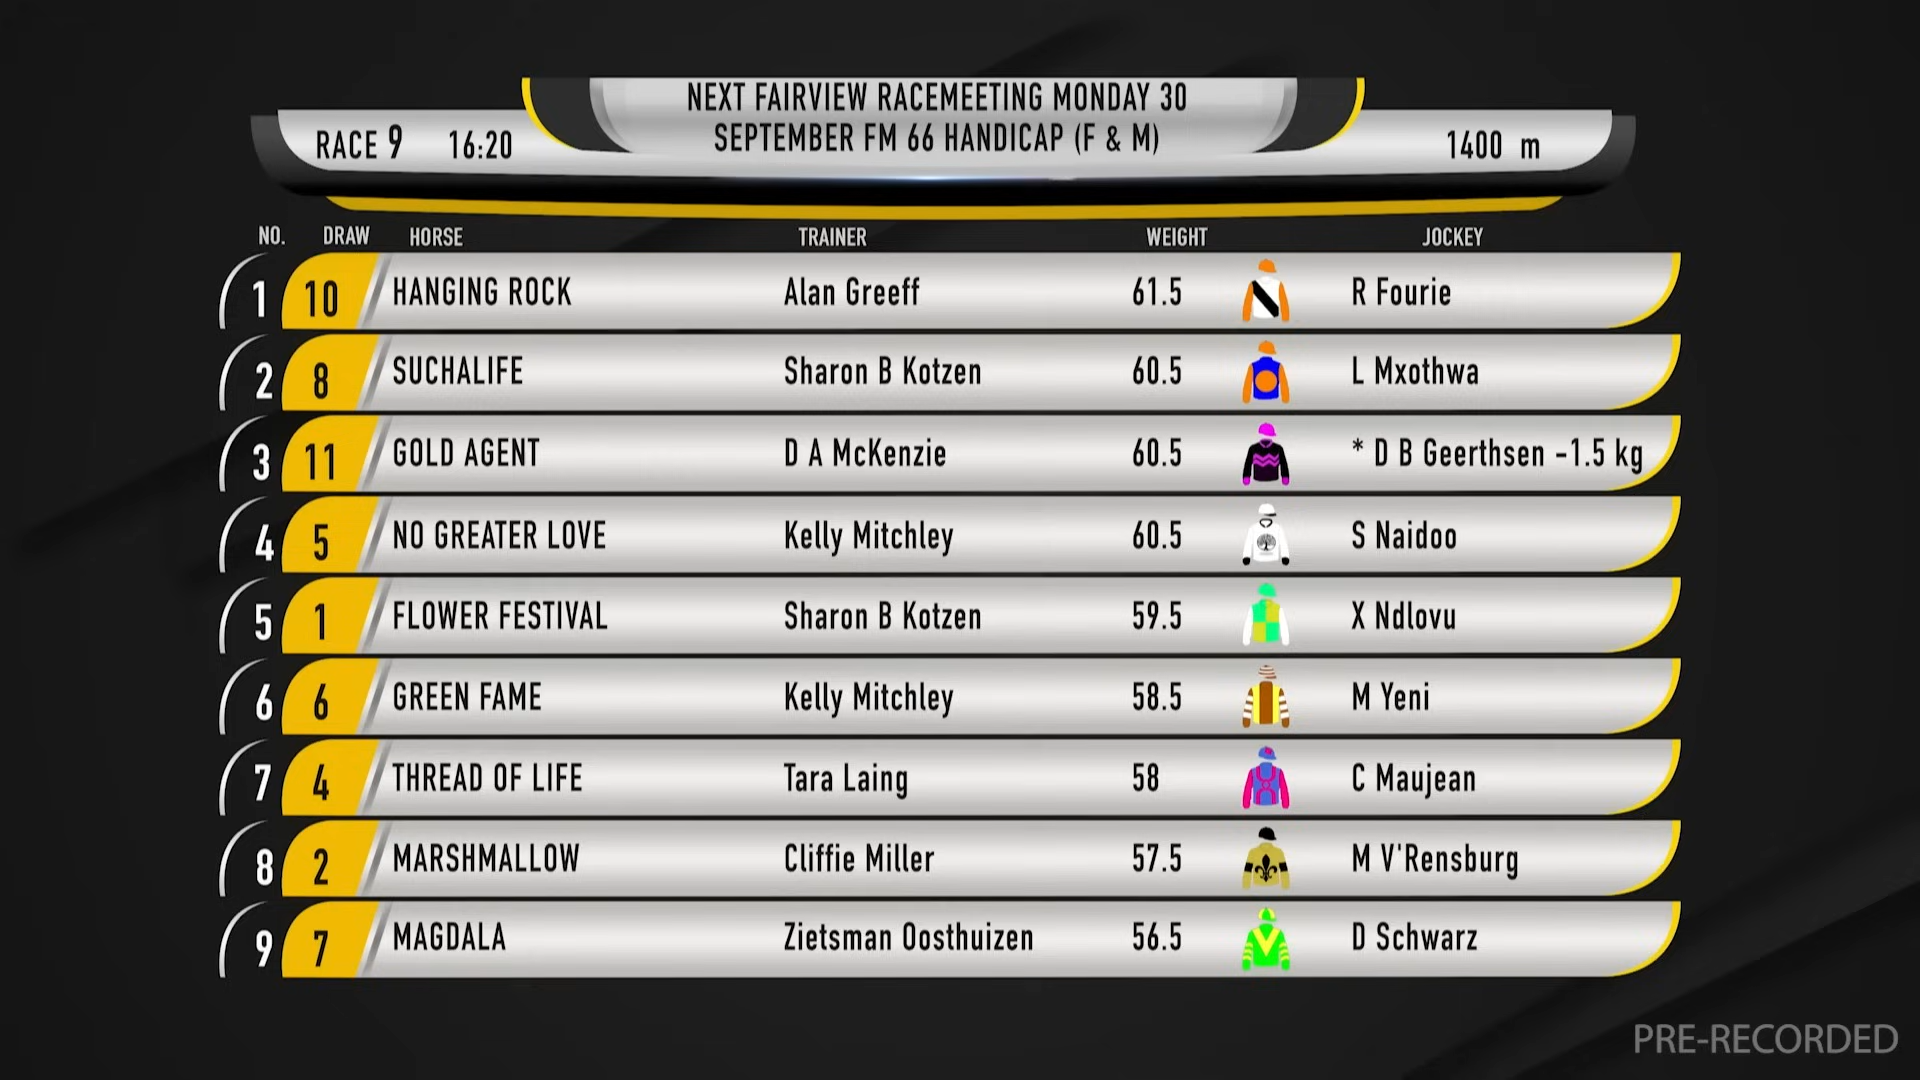 NEXT FAIRVIEW RACEMEETING MONDAY 30
SEPTEMBER FM 66 HANDICAP (F & M)
RACE 9 16:20 1400 m
NO. DRAW HORSE TRAINER WEIGHT JOCKEY
1 10 HANGING ROCK Alan Greeff 61.5 R Fourie
2 8 SUCHALIFE Sharon B Kotzen 60.5 L Mxothwa
3 11 GOLD AGENT D A McKenzie 60.5 * D B Geerthsen -1.5 kg
4 5 NO GREATER LOVE Kelly Mitchley 60.5 S Naidoo
5 1 FLOWER FESTIVAL Sharon B Kotzen 59.5 X Ndlovu
6 6 GREEN FAME Kelly Mitchley 58.5 M Yeni
7 4 THREAD OF LIFE Tara Laing 58 C Maujean
8 2 MARSHMALLOW Cliffie Miller 57.5 M V'Rensburg
9 7 MAGDALA Zietsman Oosthuizen 56.5 D Schwarz
PRE-RECORDED